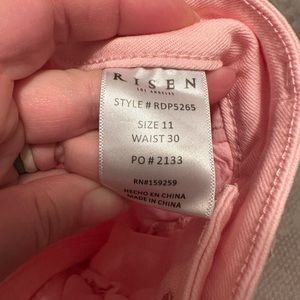 RISEN
LOS ANGELES
STYLE # RDP5265
SIZE 11
WAIST 30
PO # 2133
RN#159259
HECHO EN CHINA
MADE IN CHINA